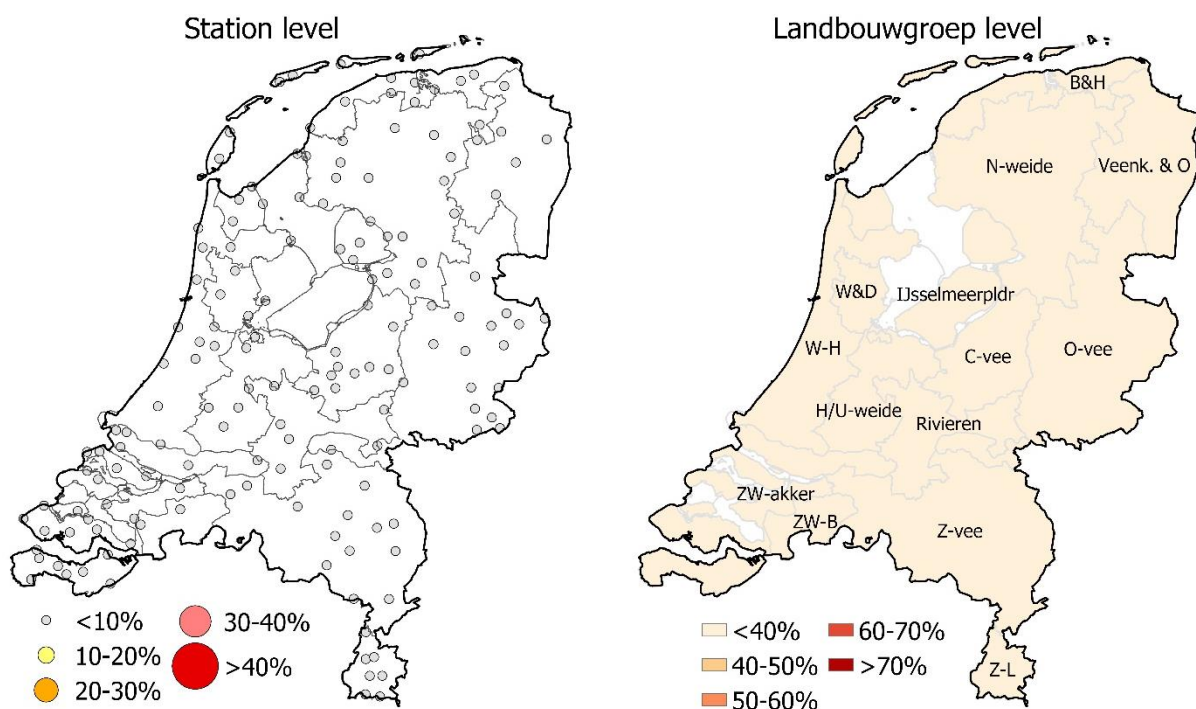 Station level
<10%
10-20%
20-30%
30-40%
>40%
Landbouwgroep level
B&H
N-weide
Veenk. & O
W&D
IJsselmeerpldr
W-H
C-vee
O-vee
H/U-weide
Rivieren
ZW-akker
ZW-B
Z-vee
Z-L
<40%
40-50%
50-60%
60-70%
>70%